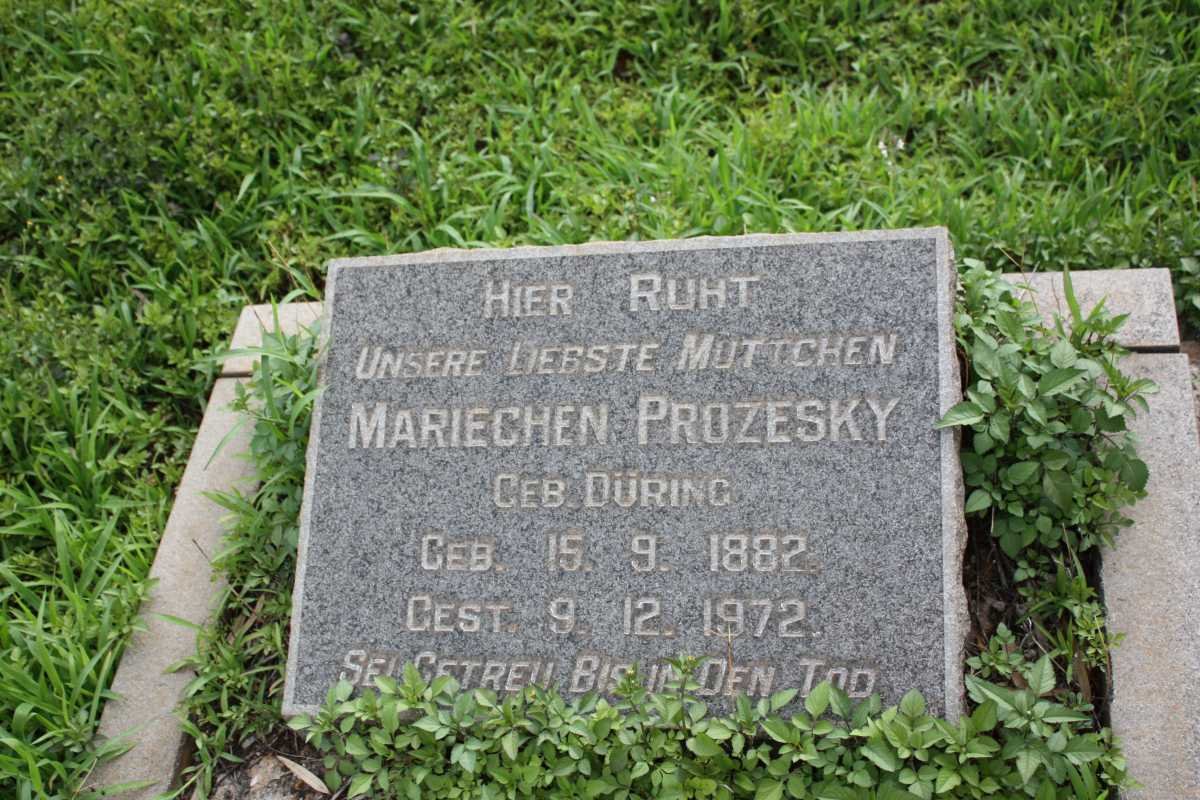 HIER RUHT
UNSERE LIEBSTE MUTTCHEN
MARIECHEN PROZESKY
GEB. DÜRING
GEB. 15. 9. 1882.
GEST. 9. 12. 1972.
SEI GETREU BIS IN DEN TOD